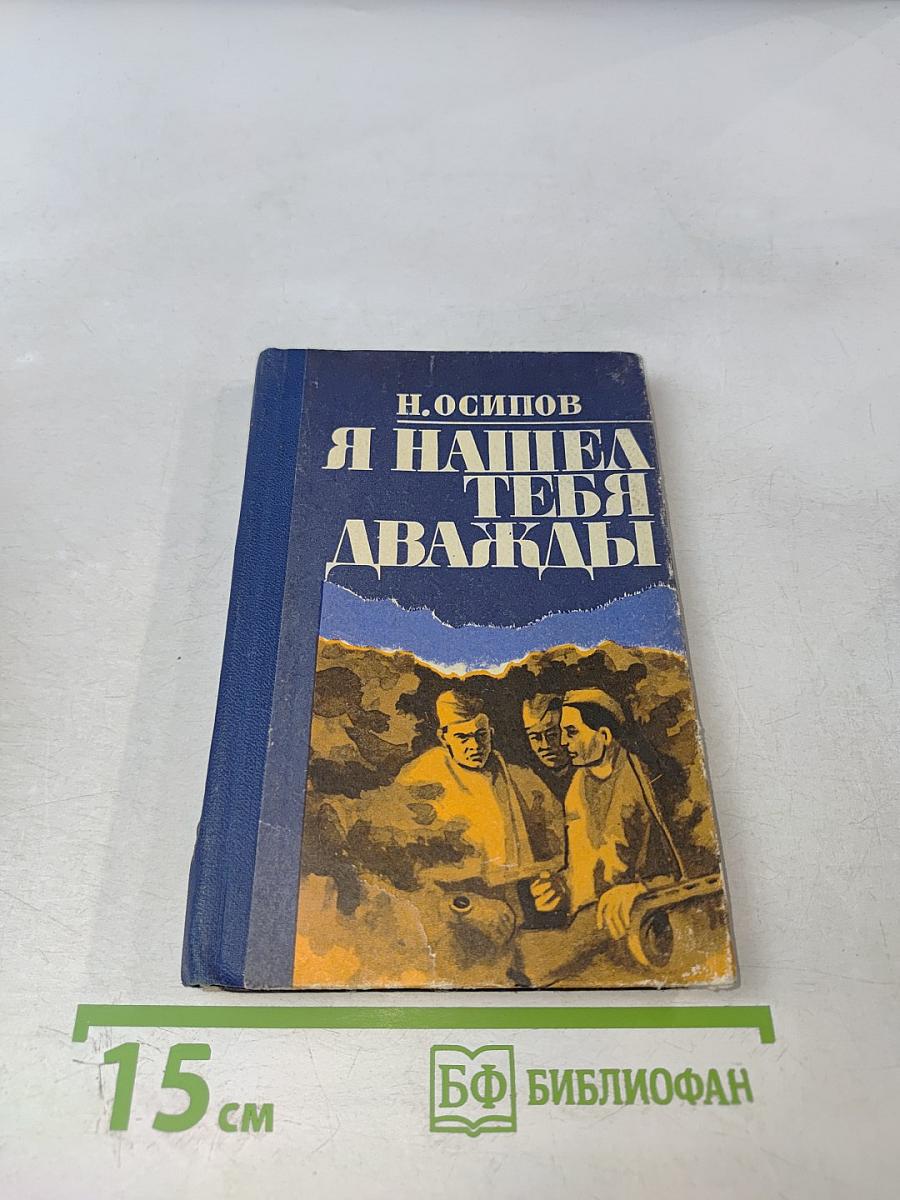 Н. ОСИПОВ
Я НАШЕЛ
ТЕБЯ
ДВАЖДЫ
15 см
БФ БИБЛИОФАН